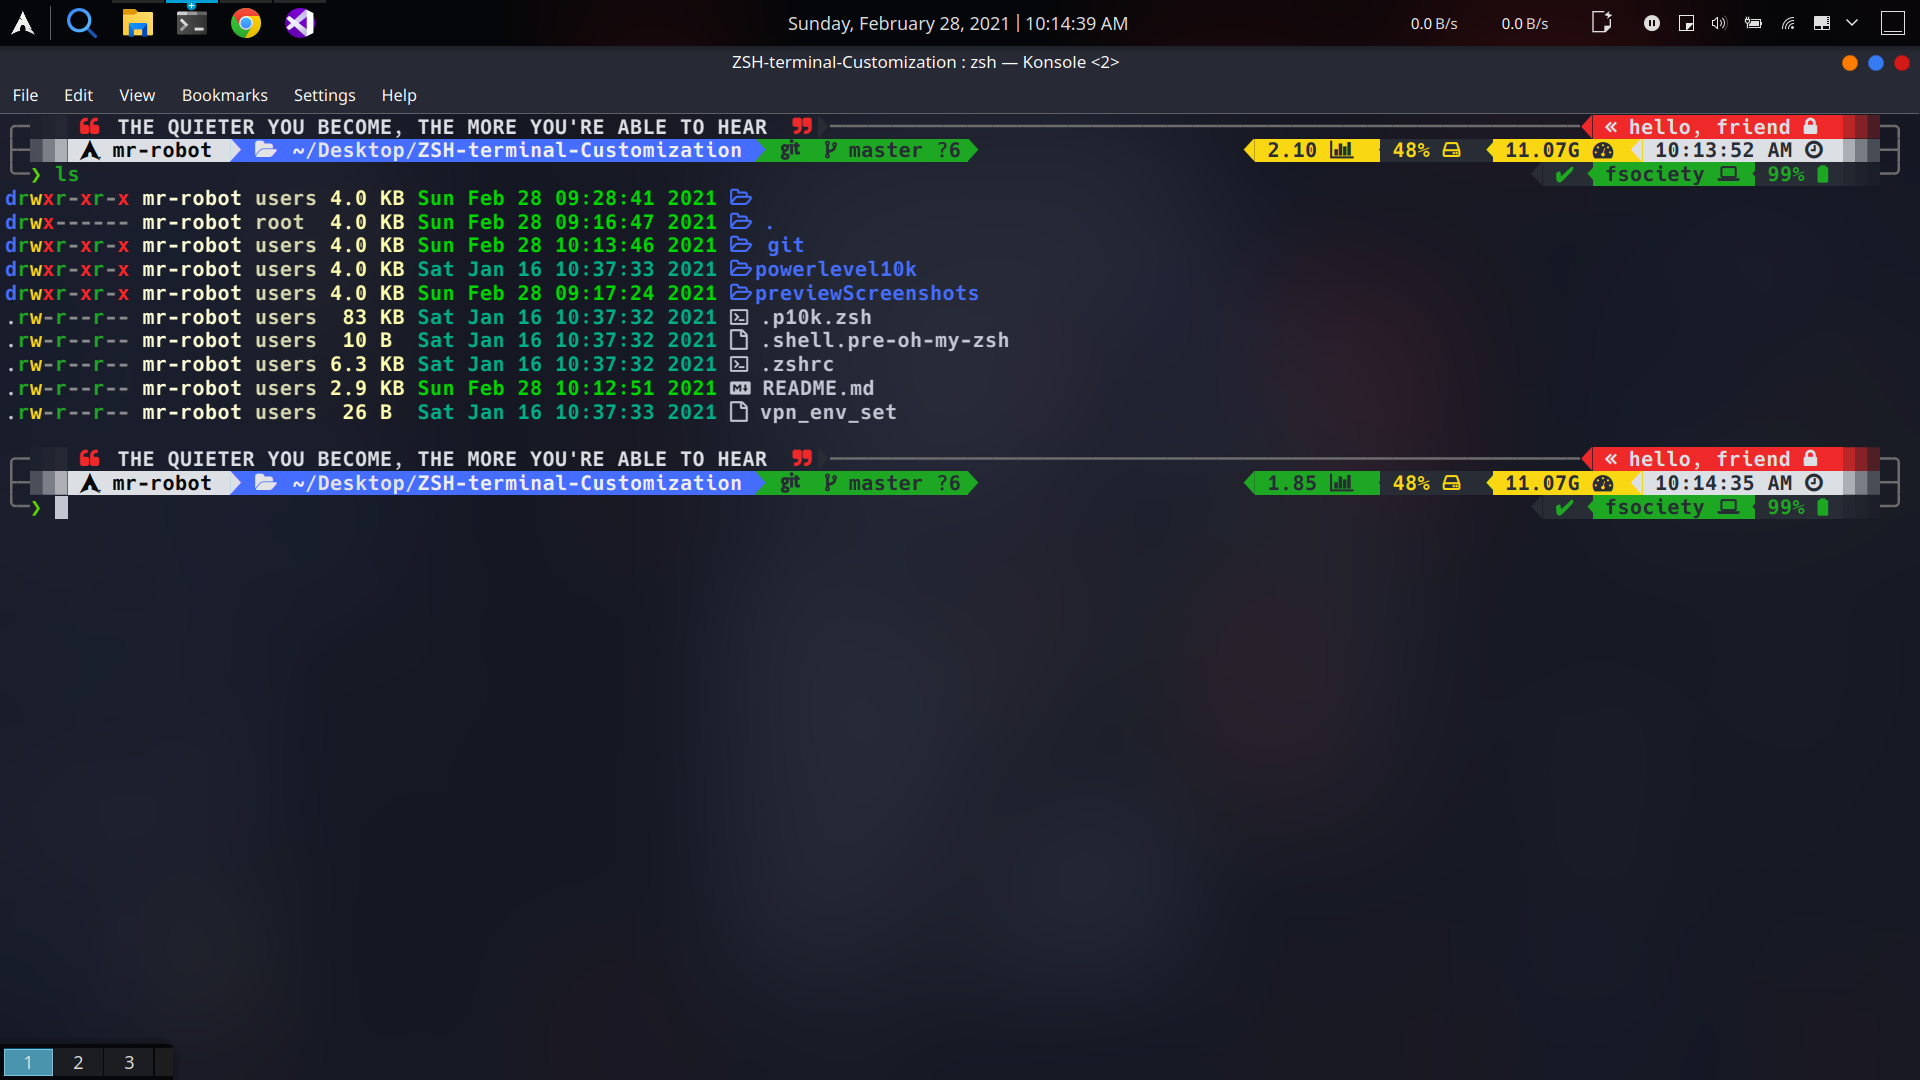 Sunday, February 28, 2021 | 10:14:39 AM
0.0 B/s 0.0 B/s
ZSH-terminal-Customization : zsh — Konsole <2>
File Edit View Bookmarks Settings Help
❝ THE QUIETER YOU BECOME, THE MORE YOU'RE ABLE TO HEAR ❞ « hello, friend
mr-robot ~/Desktop/ZSH-terminal-Customization git master ?6 2.10 48% 11.07G 10:13:52 AM
❯ ls ✔ fsociety 99%
drwxr-xr-x mr-robot users 4.0 KB Sun Feb 28 09:28:41 2021
drwx------ mr-robot root 4.0 KB Sun Feb 28 09:16:47 2021 .
drwxr-xr-x mr-robot users 4.0 KB Sun Feb 28 10:13:46 2021 git
drwxr-xr-x mr-robot users 4.0 KB Sat Jan 16 10:37:33 2021 powerlevel10k
drwxr-xr-x mr-robot users 4.0 KB Sun Feb 28 09:17:24 2021 previewScreenshots
.rw-r--r-- mr-robot users 83 KB Sat Jan 16 10:37:32 2021 .p10k.zsh
.rw-r--r-- mr-robot users 10 B Sat Jan 16 10:37:32 2021 .shell.pre-oh-my-zsh
.rw-r--r-- mr-robot users 6.3 KB Sat Jan 16 10:37:32 2021 .zshrc
.rw-r--r-- mr-robot users 2.9 KB Sun Feb 28 10:12:51 2021 README.md
.rw-r--r-- mr-robot users 26 B Sat Jan 16 10:37:33 2021 vpn_env_set
❝ THE QUIETER YOU BECOME, THE MORE YOU'RE ABLE TO HEAR ❞ « hello, friend
mr-robot ~/Desktop/ZSH-terminal-Customization git master ?6 1.85 48% 11.07G 10:14:35 AM
❯ ✔ fsociety 99%
1 2 3